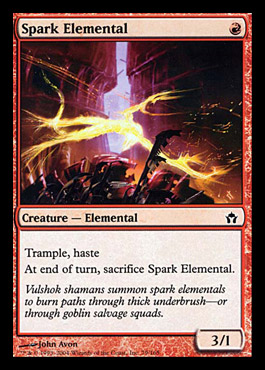 Spark Elemental
Creature — Elemental
Trample, haste
At end of turn, sacrifice Spark Elemental.
Vulshok shamans summon spark elementals
to burn paths through thick underbrush—or
through goblin salvage squads.
John Avon
3/1